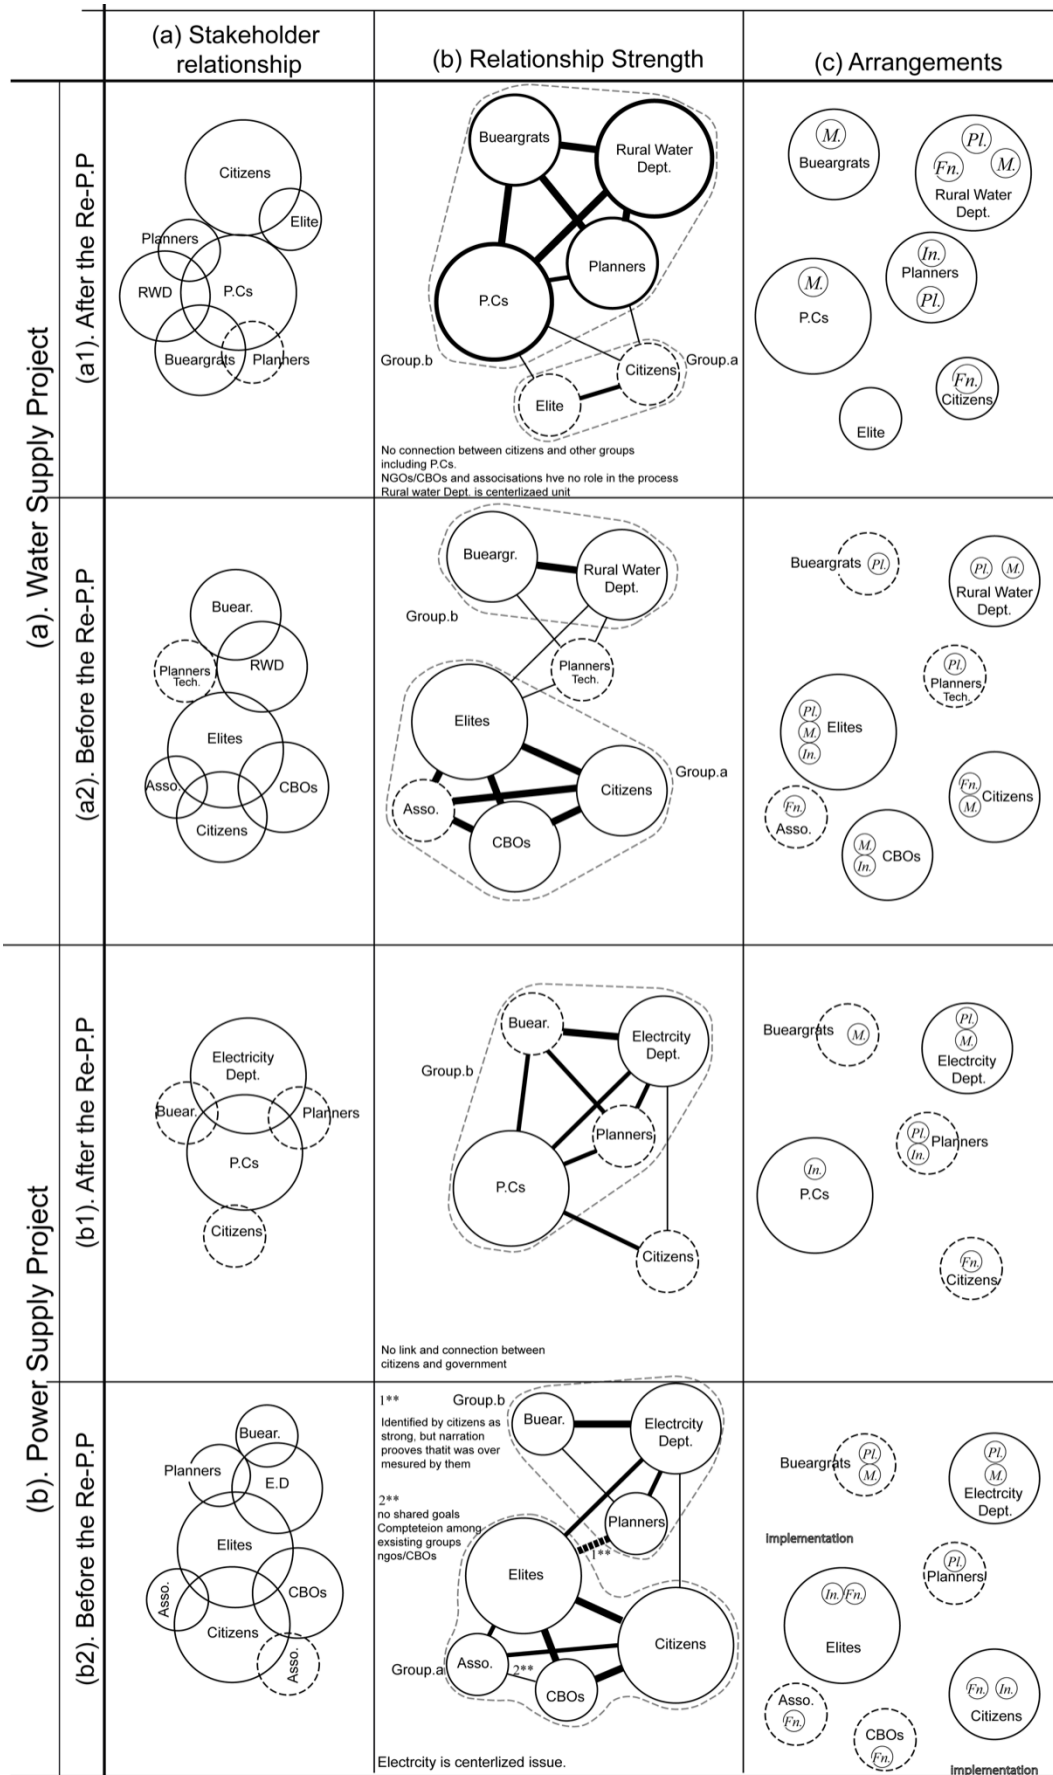 (a) Stakeholder
relationship
(b) Relationship Strength
(c) Arrangements
(a). Water Supply Project
(a1). After the Re-P.P
Citizens
Elite
Planners
RWD
P.Cs
Bueargrats
Planners
Bueargrats
Rural Water
Dept.
Planners
P.Cs
Group.b
Citizens
Group.a
Elite
No connection between citizens and other groups
including P.Cs.
NGOs/CBOs and associsations hve no role in the process
Rural water Dept. is centerlizaed unit
M.
Bueargrats
Pl.
Fn.
M.
Rural Water
Dept.
In.
Planners
Pl.
M.
P.Cs
Fn.
Citizens
Elite
(a2). Before the Re-P.P
Buear.
RWD
Planners
Tech.
Elites
Asso.
CBOs
Citizens
Bueargr.
Rural Water
Dept.
Group.b
Planners
Tech.
Elites
Group.a
Citizens
Asso.
CBOs
Bueargrats
Pl.
Pl.
M.
Rural Water
Dept.
Pl.
Planners
Tech.
Pl.
M.
In.
Elites
Fn.
Asso.
Fn.
M.
Citizens
M.
In.
CBOs
(b). Power Supply Project
(b1). After the Re-P.P
Electricity
Dept.
Buear.
Planners
P.Cs
Citizens
Buear.
Electrcity
Dept.
Group.b
Planners
P.Cs
Citizens
No link and connection between
citizens and government
Bueargrats
M.
Pl.
M.
Electrcity
Dept.
Pl.
In.
Planners
In.
P.Cs
Fn.
Citizens
(b2). Before the Re-P.P
Buear.
Planners
E.D
Elites
Asso.
CBOs
Citizens
Asso.
1**
Group.b
Identified by citizens as
strong, but narration
prooves thatit was over
mesured by them
2**
no shared goals
Compteteion among
exsisting groups
ngos/CBOs
Buear.
Electrcity
Dept.
Planners
1**
Elites
Citizens
Group.a
Asso.
2**
CBOs
Electrcity is centerlized issue.
Bueargrats
Pl.
M.
Pl.
M.
Electrcity
Dept.
Implementation
Pl.
Planners
In.
Fn.
Elites
Asso.
Fn.
Fn.
In.
Citizens
CBOs
Fn.
Implementation